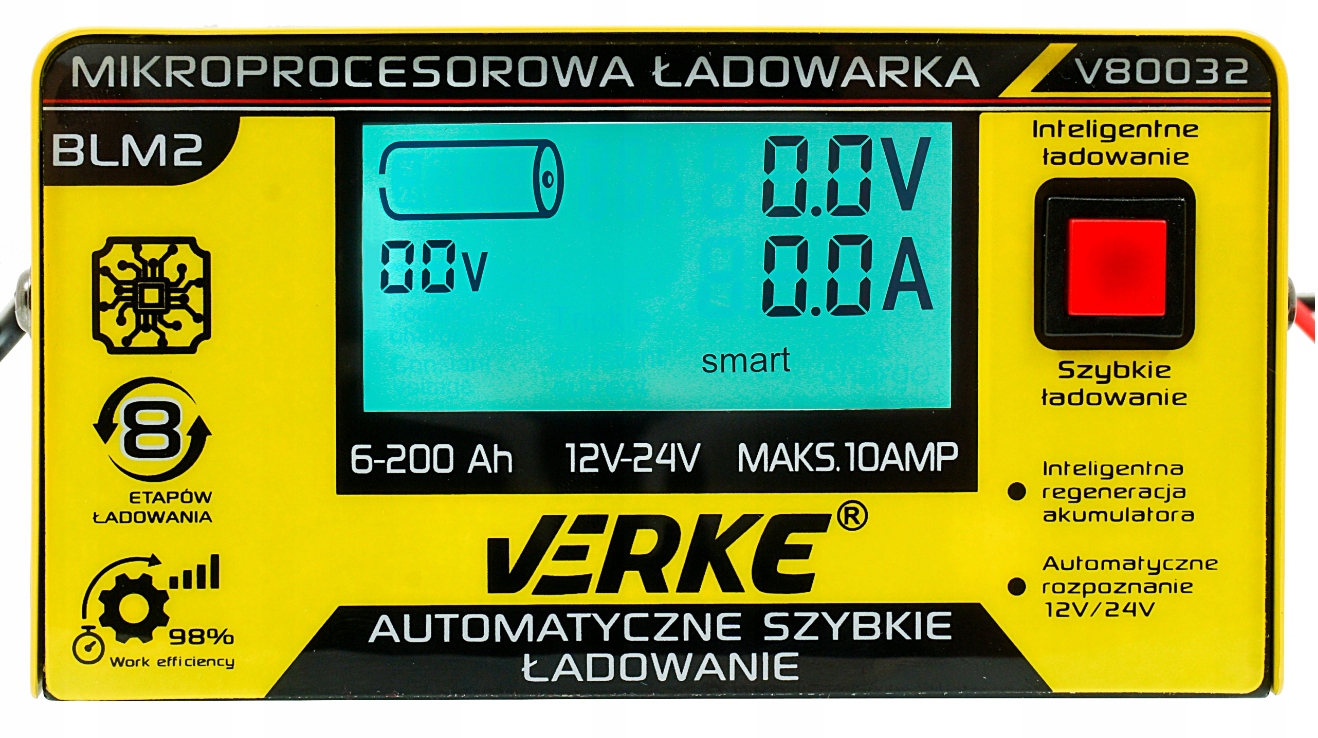 MIKROPROCESOROWA ŁADOWARKA
V80032
BLM2
0.0V
00V
0.0A
smart
Inteligentne
ładowanie
Szybkie
ładowanie
8
ETAPÓW
ŁADOWANIA
98%
Work efficiency
6-200 Ah 12V-24V MAKS.10AMP
VERKE®
AUTOMATYCZNE SZYBKIE
ŁADOWANIE
Inteligentna
regeneracja
akumulatora
Automatyczne
rozpoznanie
12V/24V